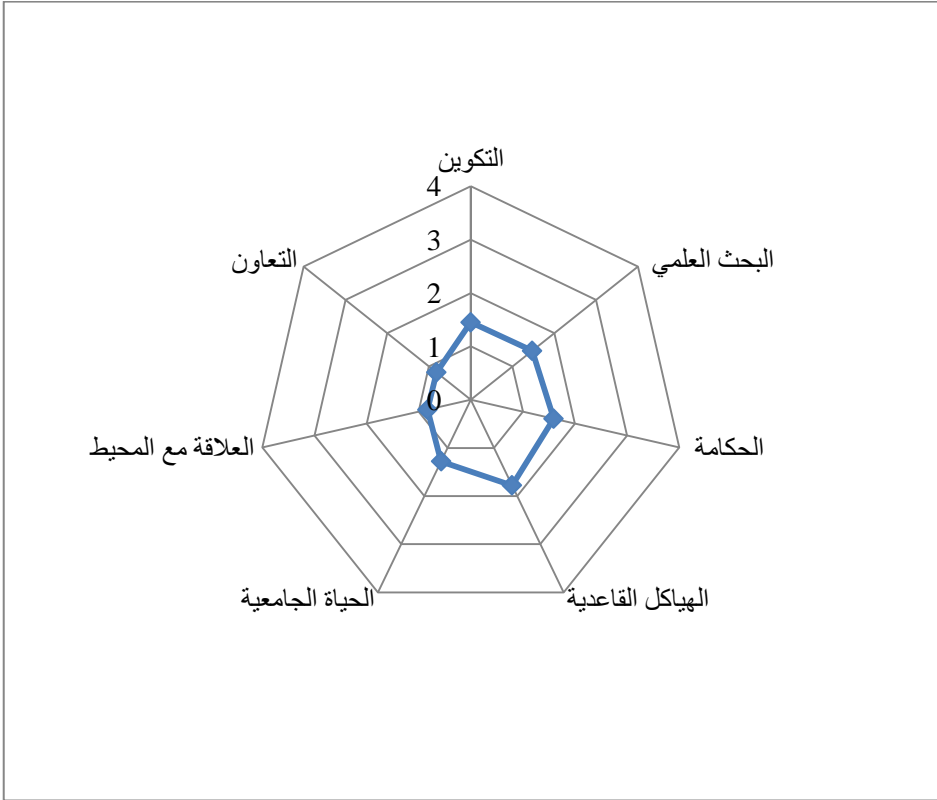 التكوين
4
3
2
1
0
البحث العلمي
الحكامة
الهياكل القاعدية
الحياة الجامعية
العلاقة مع المحيط
التعاون